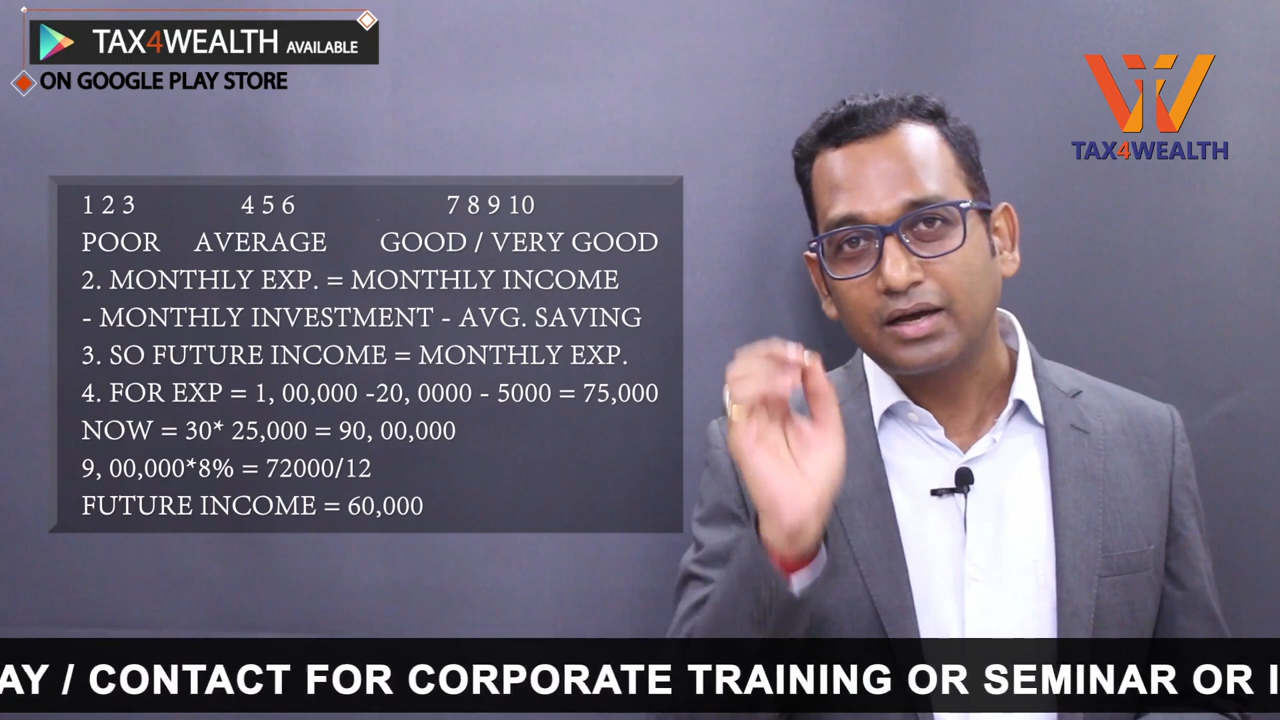 TAX4WEALTH AVAILABLE
ON GOOGLE PLAY STORE
TAX4WEALTH
1 2 3 4 5 6 7 8 9 10
POOR AVERAGE GOOD / VERY GOOD
2. MONTHLY EXP. = MONTHLY INCOME
- MONTHLY INVESTMENT - AVG. SAVING
3. SO FUTURE INCOME = MONTHLY EXP.
4. FOR EXP = 1, 00,000 -20, 0000 - 5000 = 75,000
NOW = 30* 25,000 = 90, 00,000
9, 00,000*8% = 72000/12
FUTURE INCOME = 60,000
AY / CONTACT FOR CORPORATE TRAINING OR SEMINAR OR